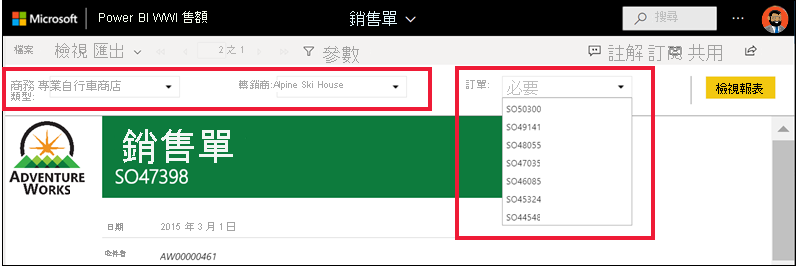 Microsoft Power BI WWI 售額 銷售單 搜尋 ...
檔案 檢視 匯出 2 之 1 參數 註解 訂閱 共用
商務 專業自行車商店 轉銷商:Alpine Ski House 訂單: 必要 檢視報表
類型:
SO50300
SO49141
SO48055
SO47035
SO46085
SO45324
SO44548
銷售單
SO47398
ADVENTURE
WORKS
日期 2015 年 3 月 1 日
收件者 AW00000461